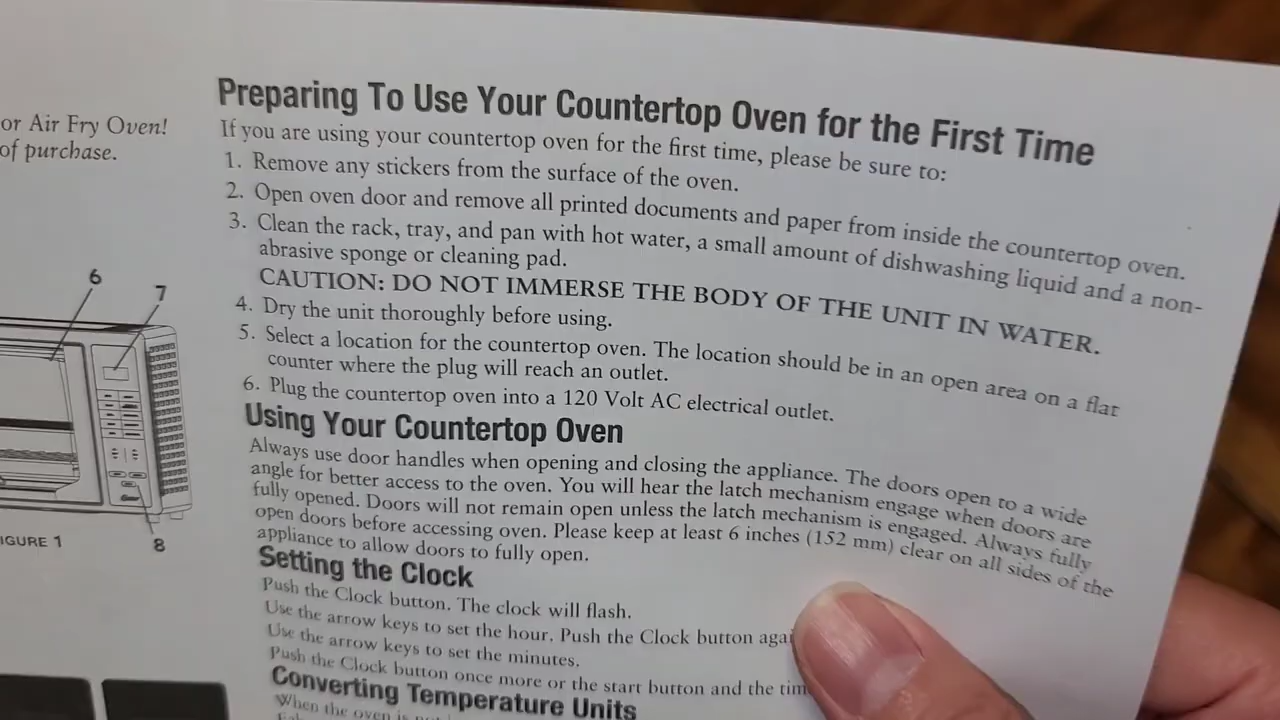 or Air Fry Oven!
of purchase.
6
7
IGURE 1
8
Preparing To Use Your Countertop Oven for the First Time
If you are using your countertop oven for the first time, please be sure to:
1. Remove any stickers from the surface of the oven.
2. Open oven door and remove all printed documents and paper from inside the countertop oven.
3. Clean the rack, tray, and pan with hot water, a small amount of dishwashing liquid and a non-
abrasive sponge or cleaning pad.
CAUTION: DO NOT IMMERSE THE BODY OF THE UNIT IN WATER.
4. Dry the unit thoroughly before using.
5. Select a location for the countertop oven. The location should be in an open area on a flat
counter where the plug will reach an outlet.
6. Plug the countertop oven into a 120 Volt AC electrical outlet.
Using Your Countertop Oven
Always use door handles when opening and closing the appliance. The doors open to a wide
angle for better access to the oven. You will hear the latch mechanism engage when doors are
fully opened. Doors will not remain open unless the latch mechanism is engaged. Always fully
open doors before accessing oven. Please keep at least 6 inches (152 mm) clear on all sides of the
appliance to allow doors to fully open.
Setting the Clock
Push the Clock button. The clock will flash.
Use the arrow keys to set the hour. Push the Clock button agai
Use the arrow keys to set the minutes.
Push the Clock button once more or the start button and the tim
Converting Temperature Units
When the oven is